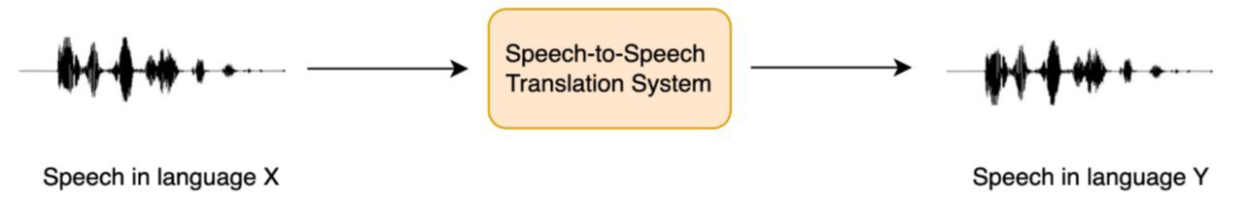 Speech-to-Speech
Translation System
Speech in language X
Speech in language Y